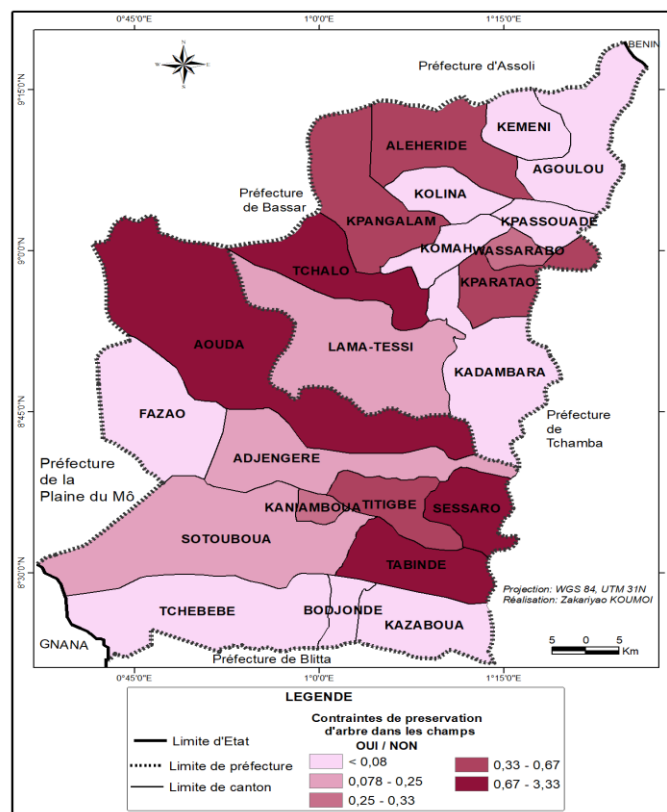 0°45'0"E 1°0'0"E 1°15'0"E
BENIN
Préfecture d'Assoli
9°15'0"N
KEMENI
ALEHERIDE
AGOULOU
KOLINA
Préfecture
de Bassar
KPASSOUADE
KPANGALAM
KOMAH WASSARABO
9°0'0"N
TCHALO
KPARATAO
AOUDA
LAMA-TESSI
KADAMBARA
8°45'0"N
FAZAO
Préfecture
de
Tchamba
ADJENGERE
Préfecture
de la
Plaine du Mô
KANIAMBOUA
TITIGBE
SESSARO
SOTOUBOUA
TABINDE
8°30'0"N
Projection: WGS 84, UTM 31N
Réalisation: Zakariyao KOUMOI
TCHEBEBE
BODJONDE
KAZABOUA
GNANA
5 0 5
Km
Préfecture de Blitta
0°45'0"E 1°0'0"E 1°15'0"E
LEGENDE
Contraintes de preservation
d'arbre dans les champs
OUI / NON
Limite d'Etat
Limite de préfecture
Limite de canton
< 0,08
0,078 - 0,25
0,25 - 0,33
0,33 - 0,67
0,67 - 3,33